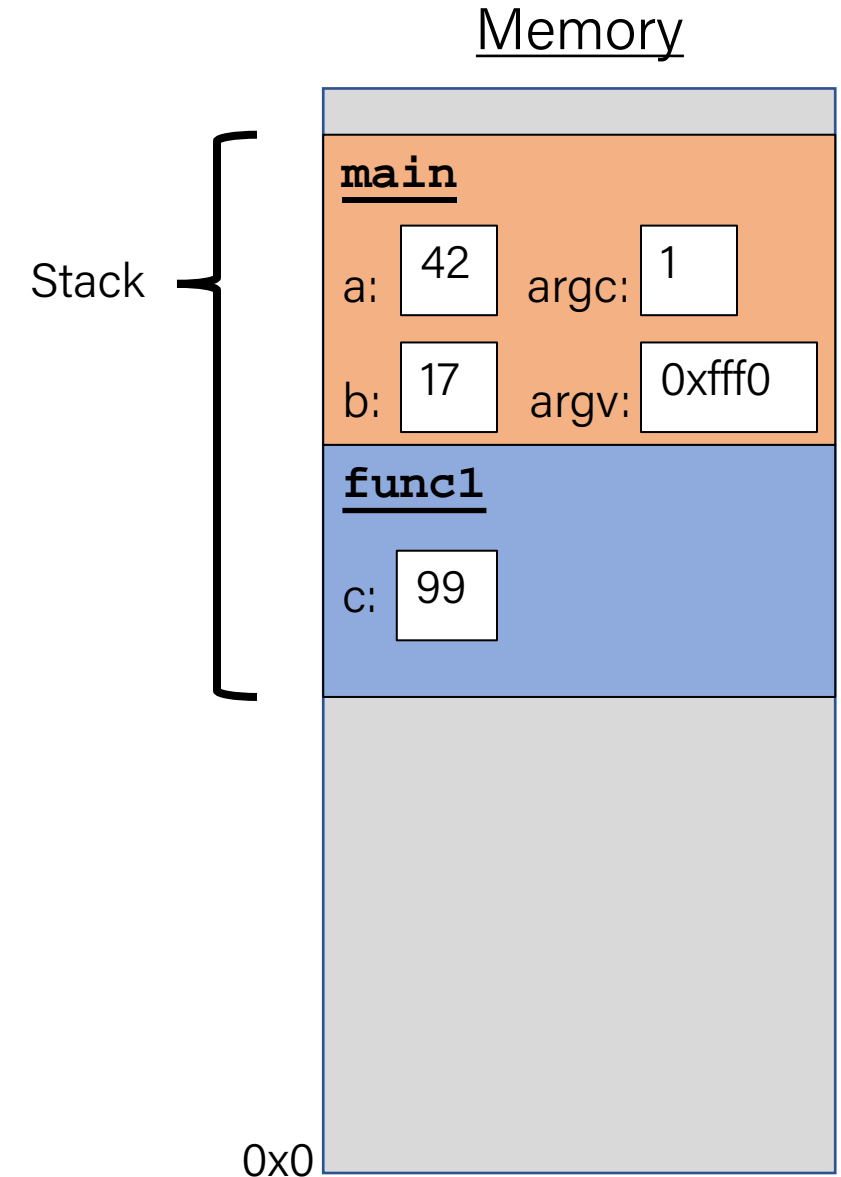 Memory
main
a: 42 argc: 1
Stack
b: 17 argv: 0xfff0
func1
c: 99
0x0